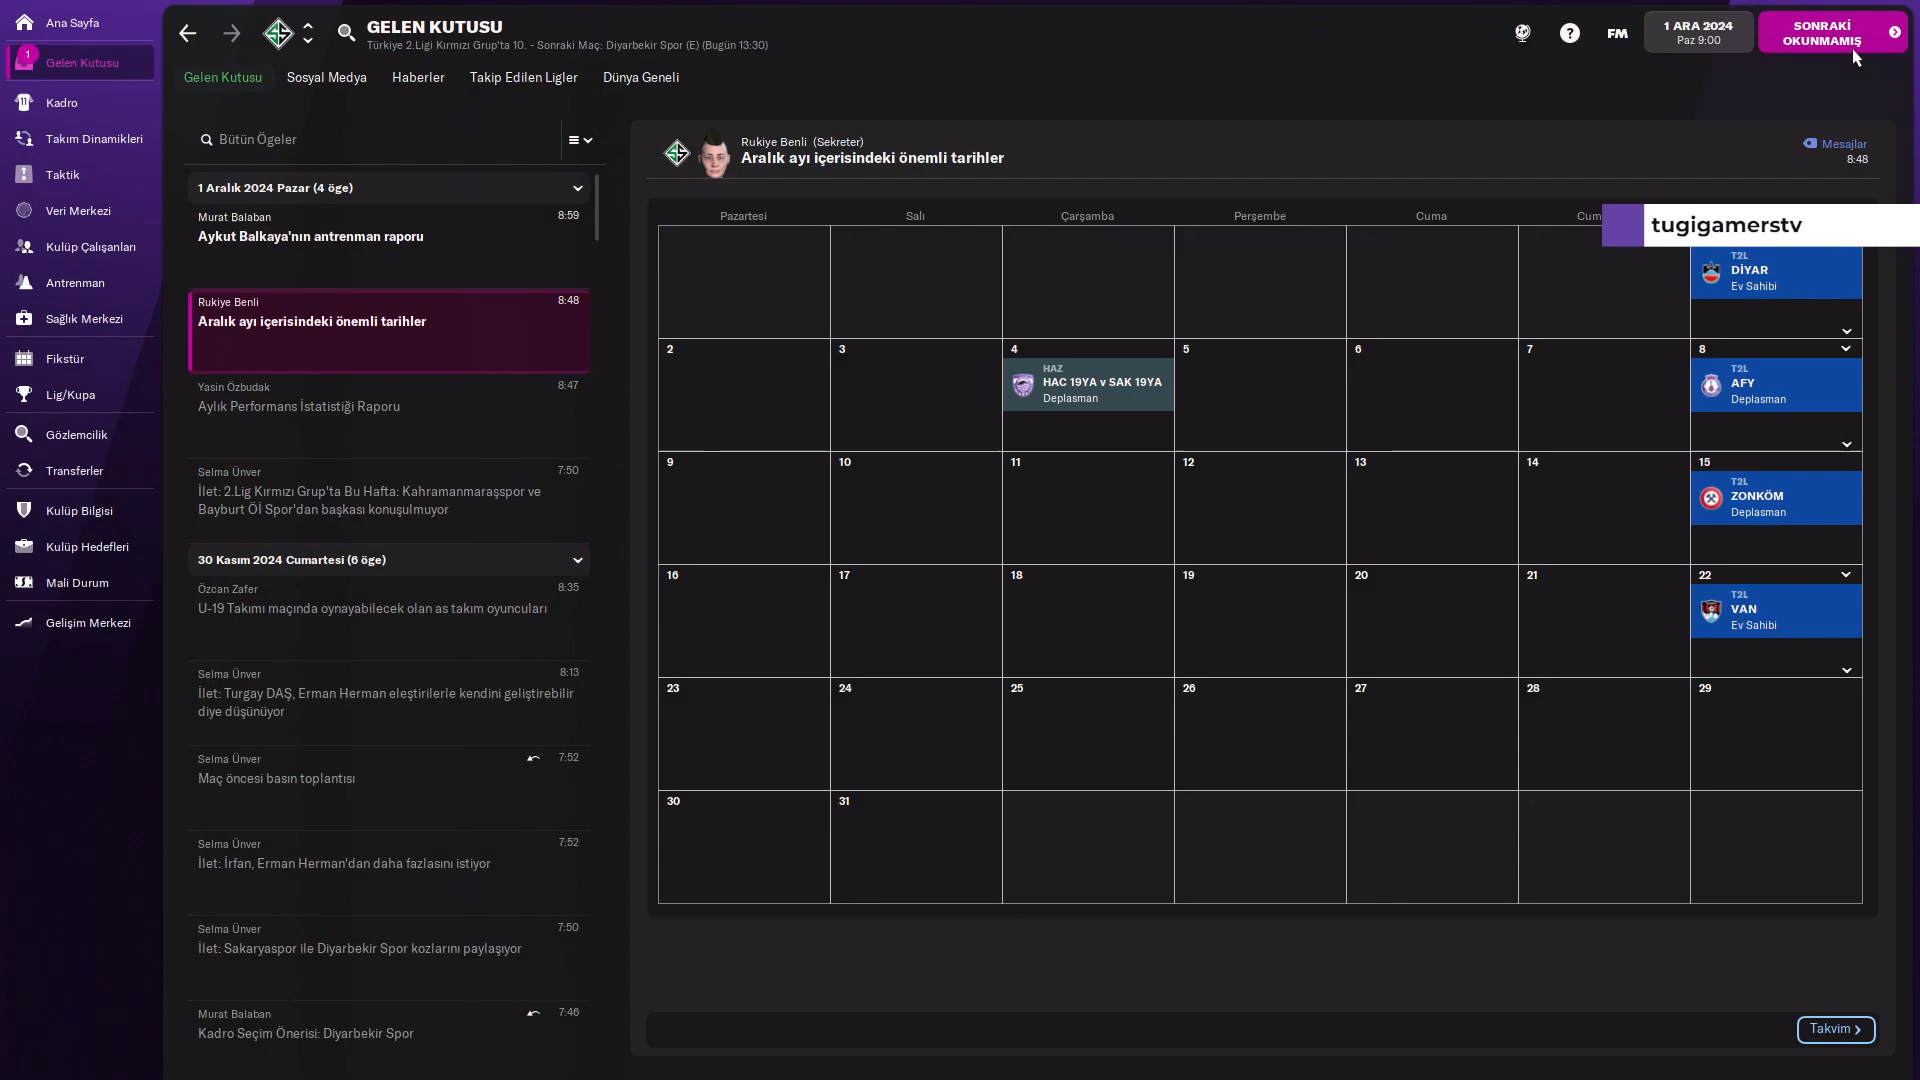 Ana Sayfa
1
Gelen Kutusu
Kadro
Takım Dinamikleri
Taktik
Veri Merkezi
Kulüp Çalışanları
Antrenman
Sağlık Merkezi
Fikstür
Lig/Kupa
Gözlemcilik
Transferler
Kulüp Bilgisi
Kulüp Hedefleri
Mali Durum
Gelişim Merkezi
GELEN KUTUSU
Türkiye 2.Ligi Kırmızı Grup'ta 10. - Sonraki Maç: Diyarbekir Spor (E) (Bugün 13:30)
FM
1 ARA 2024
Paz 9:00
SONRAKİ
OKUNMAMIŞ
Gelen Kutusu
Sosyal Medya
Haberler
Takip Edilen Ligler
Dünya Geneli
Bütün Ögeler
1 Aralık 2024 Pazar (4 öge)
Murat Balaban 8:59
Aykut Balkaya'nın antrenman raporu
Rukiye Benli 8:48
Aralık ayı içerisindeki önemli tarihler
Yasin Özbudak 8:47
Aylık Performans İstatistiği Raporu
Selma Ünver 7:50
İlet: 2.Lig Kırmızı Grup'ta Bu Hafta: Kahramanmaraşspor ve
Bayburt Öİ Spor'dan başkası konuşulmuyor
30 Kasım 2024 Cumartesi (6 öge)
Özcan Zafer 8:35
U-19 Takımı maçında oynayabilecek olan as takım oyuncuları
Selma Ünver 8:13
İlet: Turgay DAŞ, Erman Herman eleştirilerle kendini geliştirebilir
diye düşünüyor
Selma Ünver 7:52
Maç öncesi basın toplantısı
Selma Ünver 7:52
İlet: İrfan, Erman Herman'dan daha fazlasını istiyor
Selma Ünver 7:50
İlet: Sakaryaspor ile Diyarbekir Spor kozlarını paylaşıyor
Murat Balaban 7:46
Kadro Seçim Önerisi: Diyarbekir Spor
Rukiye Benli (Sekreter)
Aralık ayı içerisindeki önemli tarihler
Mesajlar
8:48
Pazartesi Salı Çarşamba Perşembe Cuma Cum
tugigamerstv
T2L
DİYAR
Ev Sahibi
2 3 4 5 6 7 8
HAZ
HAC 19YA v SAK 19YA
Deplasman
T2L
AFY
Deplasman
9 10 11 12 13 14 15
T2L
ZONKÖM
Deplasman
16 17 18 19 20 21 22
T2L
VAN
Ev Sahibi
23 24 25 26 27 28 29
30 31
Takvim